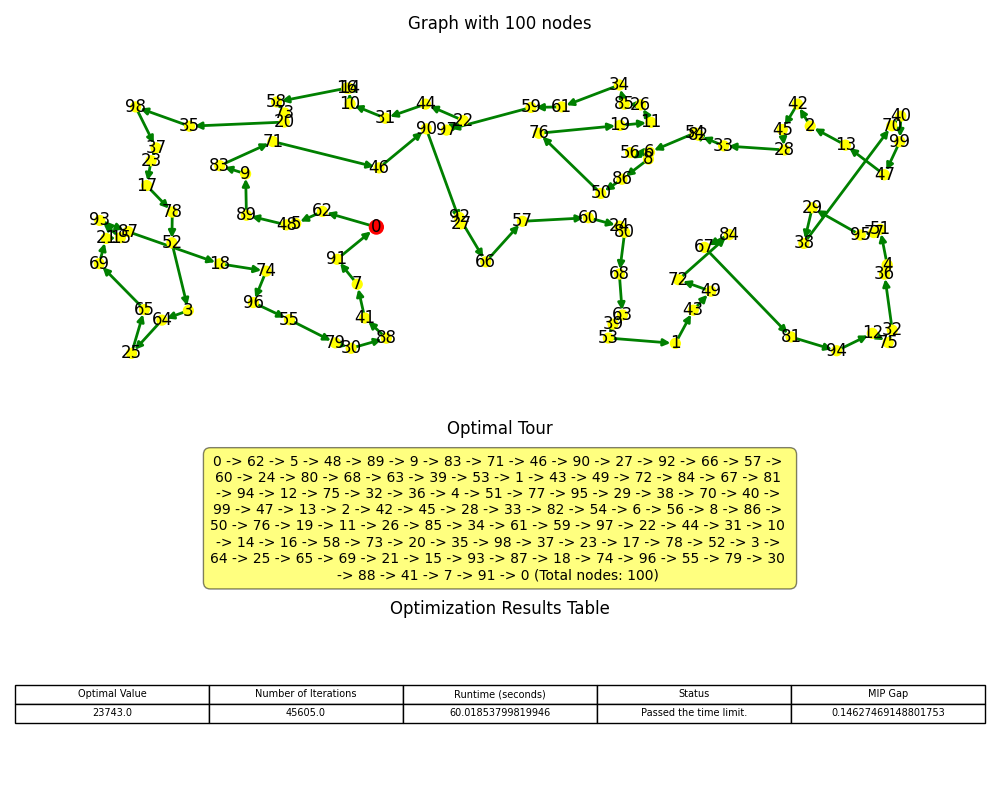 Graph with 100 nodes
34
16 14
98 58 10 44 59 61 85 26 42
73 31 22 40
35 20 90 97 76 19 11 45 2 70
37 71 54 82 33 28 13 99
23 83 46 56 6 8
17 9 86 50 47
78 89 48 5 62 0 92 27 57 60 24 80 29
93 21 15 87 52 38 95 77 51
69 18 74 91 66 68 67 84 4 36
96 7 72 49
65 64 3 55 41 63 39 43 32
25 79 30 88 53 1 81 94 12 75
Optimal Tour
0 -> 62 -> 5 -> 48 -> 89 -> 9 -> 83 -> 71 -> 46 -> 90 -> 27 -> 92 -> 66 -> 57 ->
60 -> 24 -> 80 -> 68 -> 63 -> 39 -> 53 -> 1 -> 43 -> 49 -> 72 -> 84 -> 67 -> 81
-> 94 -> 12 -> 75 -> 32 -> 36 -> 4 -> 51 -> 77 -> 95 -> 29 -> 38 -> 70 -> 40 ->
99 -> 47 -> 13 -> 2 -> 42 -> 45 -> 28 -> 33 -> 82 -> 54 -> 6 -> 56 -> 8 -> 86 ->
50 -> 76 -> 19 -> 11 -> 26 -> 85 -> 34 -> 61 -> 59 -> 97 -> 22 -> 44 -> 31 -> 10
-> 14 -> 16 -> 58 -> 73 -> 20 -> 35 -> 98 -> 37 -> 23 -> 17 -> 78 -> 52 -> 3 ->
64 -> 25 -> 65 -> 69 -> 21 -> 15 -> 93 -> 87 -> 18 -> 74 -> 96 -> 55 -> 79 -> 30
-> 88 -> 41 -> 7 -> 91 -> 0 (Total nodes: 100)
Optimization Results Table
Optimal Value Number of Iterations Runtime (seconds) Status MIP Gap
23743.0 45605.0 60.01853799819946 Passed the time limit. 0.14627469148801753